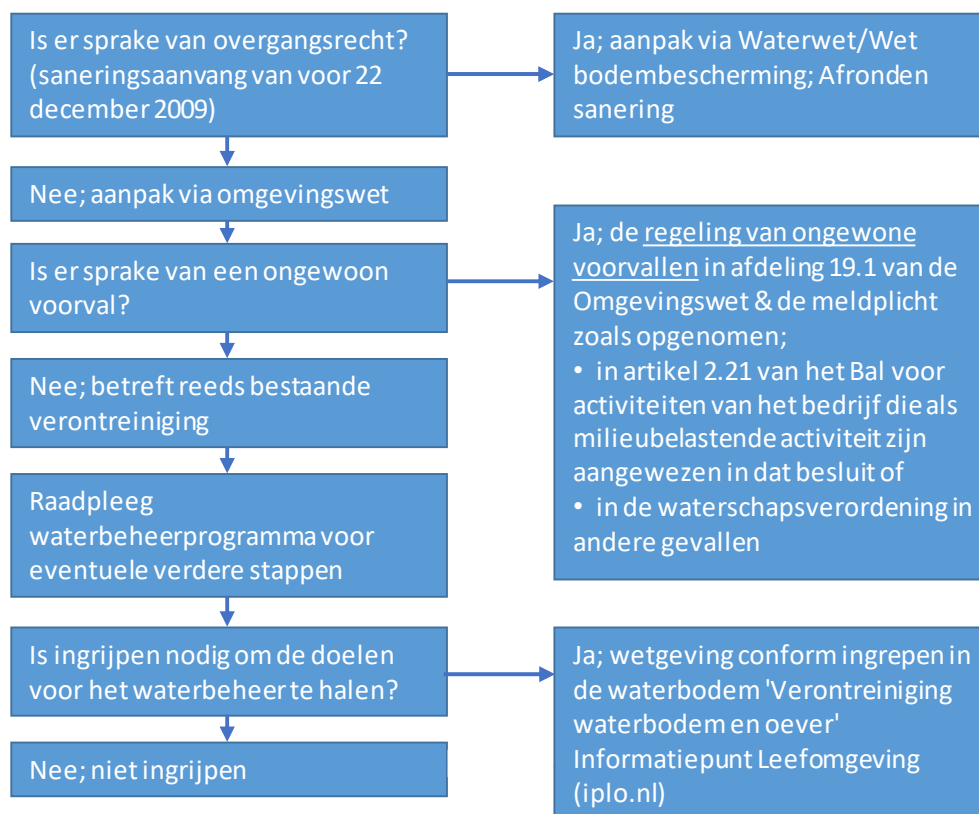 Is er sprake van overgangsrecht?
(saneringsaanvang van voor 22
december 2009)
Ja; aanpak via Waterwet/Wet
bodembescherming; Afronden
sanering
Nee; aanpak via omgevingswet
Is er sprake van een ongewoon
voorval?
Ja; de regeling van ongewone
voorvallen in afdeling 19.1 van de
Omgevingswet & de meldplicht
zoals opgenomen;
• in artikel 2.21 van het Bal voor
activiteiten van het bedrijf die als
milieubelastende activiteit zijn
aangewezen in dat besluit of
• in de waterschapsverordening in
andere gevallen
Nee; betreft reeds bestaande
verontreiniging
Raadpleeg
waterbeheerprogramma voor
eventuele verdere stappen
Is ingrijpen nodig om de doelen
voor het waterbeheer te halen?
Ja; wetgeving conform ingrepen in
de waterbodem 'Verontreiniging
waterbodem en oever'
Informatiepunt Leefomgeving
(iplo.nl)
Nee; niet ingrijpen